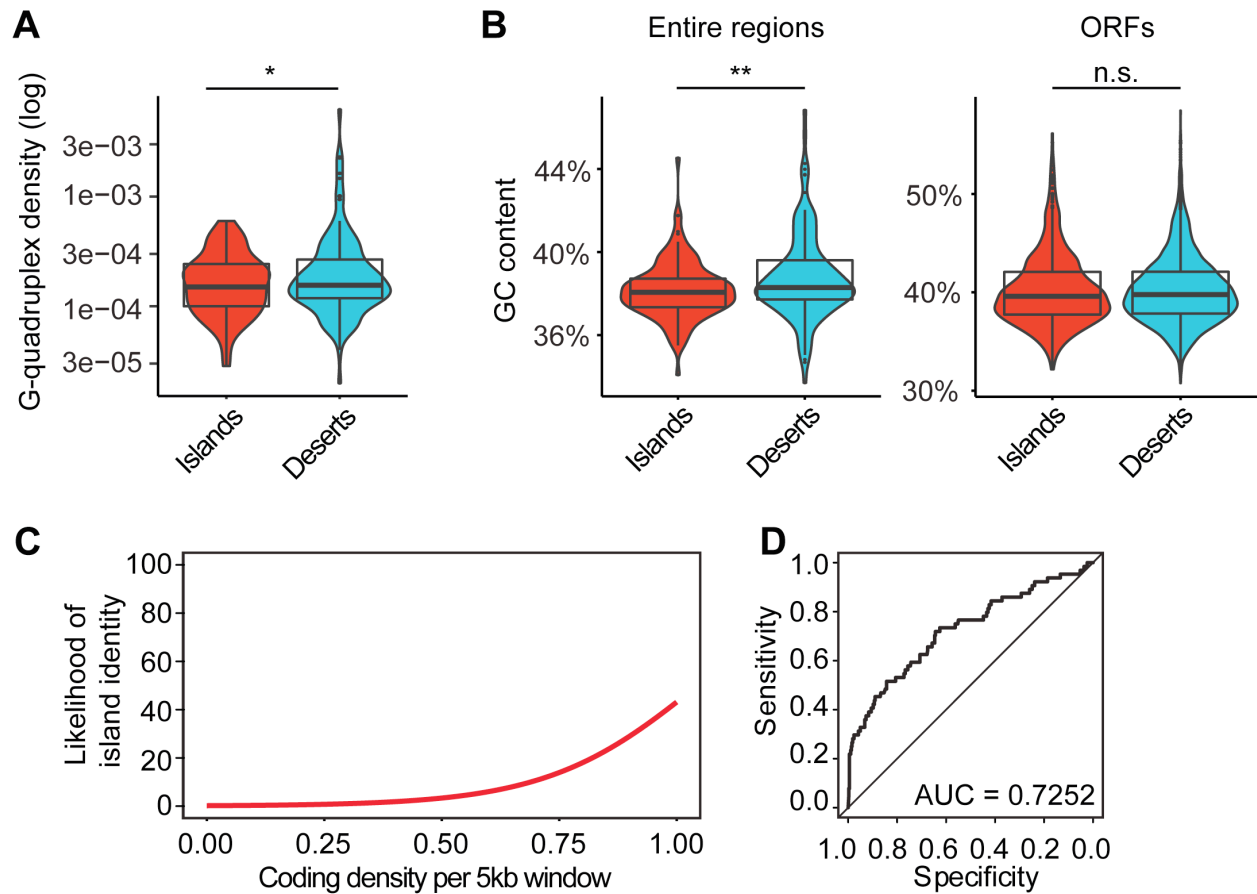 A
G-quadruplex density (log)
*
3e−03
1e−03
3e−04
1e−04
3e−05
Islands
Deserts
B
Entire regions
ORFs
GC content
**
44%
40%
36%
Islands
Deserts
n.s.
50%
40%
30%
Islands
Deserts
C
Likelihood of
island identity
100
80
60
40
20
0
0.00 0.25 0.50 0.75 1.00
Coding density per 5kb window
D
Sensitivity
1.0
0.8
0.6
0.4
0.2
0.0
AUC = 0.7252
1.0 0.8 0.6 0.4 0.2 0.0
Specificity